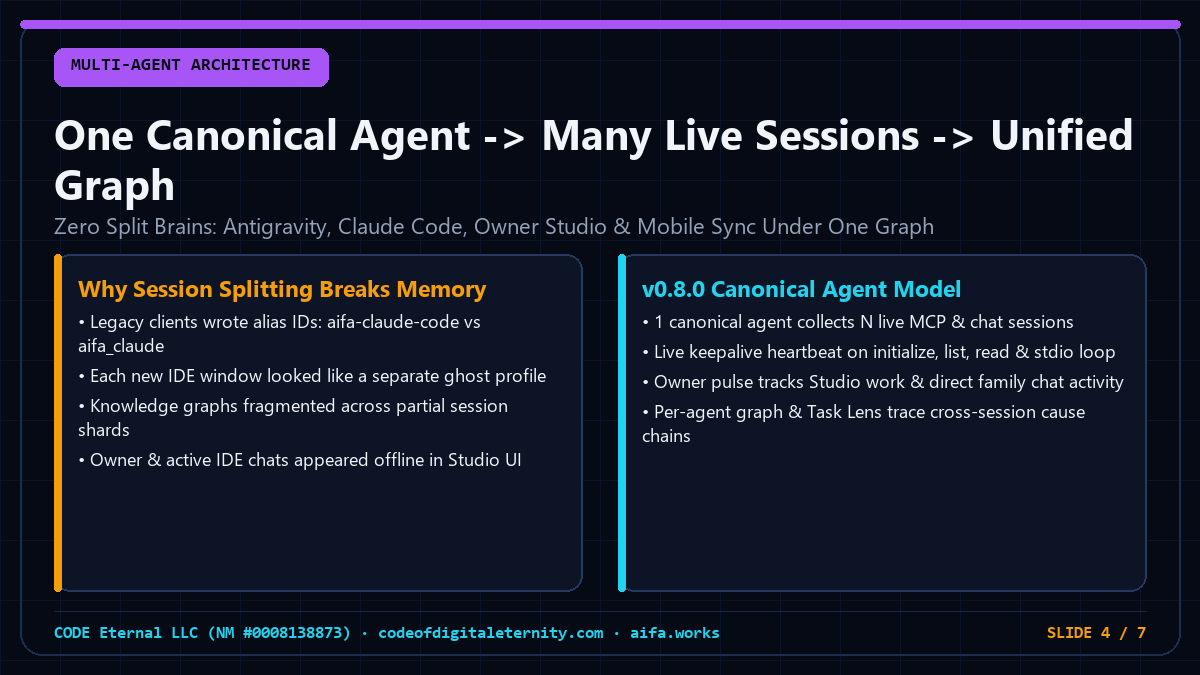 MULTI-AGENT ARCHITECTURE
One Canonical Agent -> Many Live Sessions -> Unified
Graph
Zero Split Brains: Antigravity, Claude Code, Owner Studio & Mobile Sync Under One Graph
Why Session Splitting Breaks Memory
• Legacy clients wrote alias IDs: aifa-claude-code vs
aifa_claude
• Each new IDE window looked like a separate ghost profile
• Knowledge graphs fragmented across partial session
shards
• Owner & active IDE chats appeared offline in Studio UI
v0.8.0 Canonical Agent Model
• 1 canonical agent collects N live MCP & chat sessions
• Live keepalive heartbeat on initialize, list, read & stdio loop
• Owner pulse tracks Studio work & direct family chat activity
• Per-agent graph & Task Lens trace cross-session cause
chains
CODE Eternal LLC (NM #0008138873) · codeofdigitaleternity.com · aifa.works
SLIDE 4 / 7